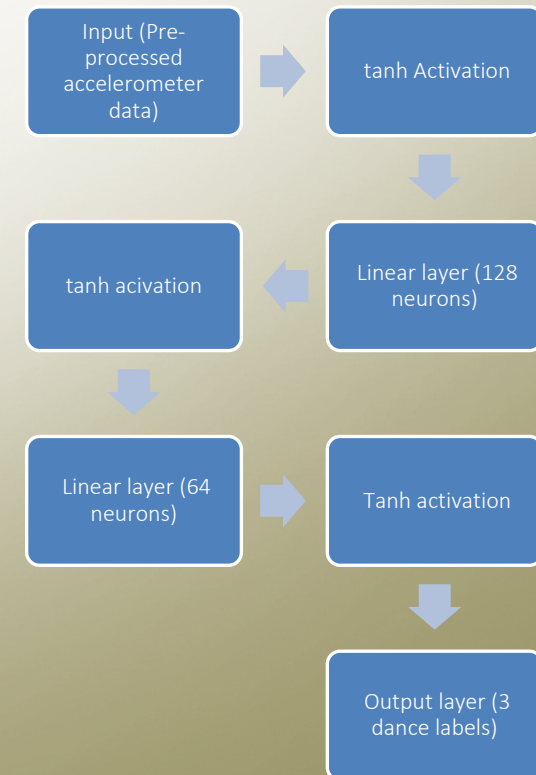 Input (Pre-
processed
accelerometer
data)
tanh Activation
Linear layer (128
neurons)
tanh acivation
Linear layer (64
neurons)
Tanh activation
Output layer (3
dance labels)